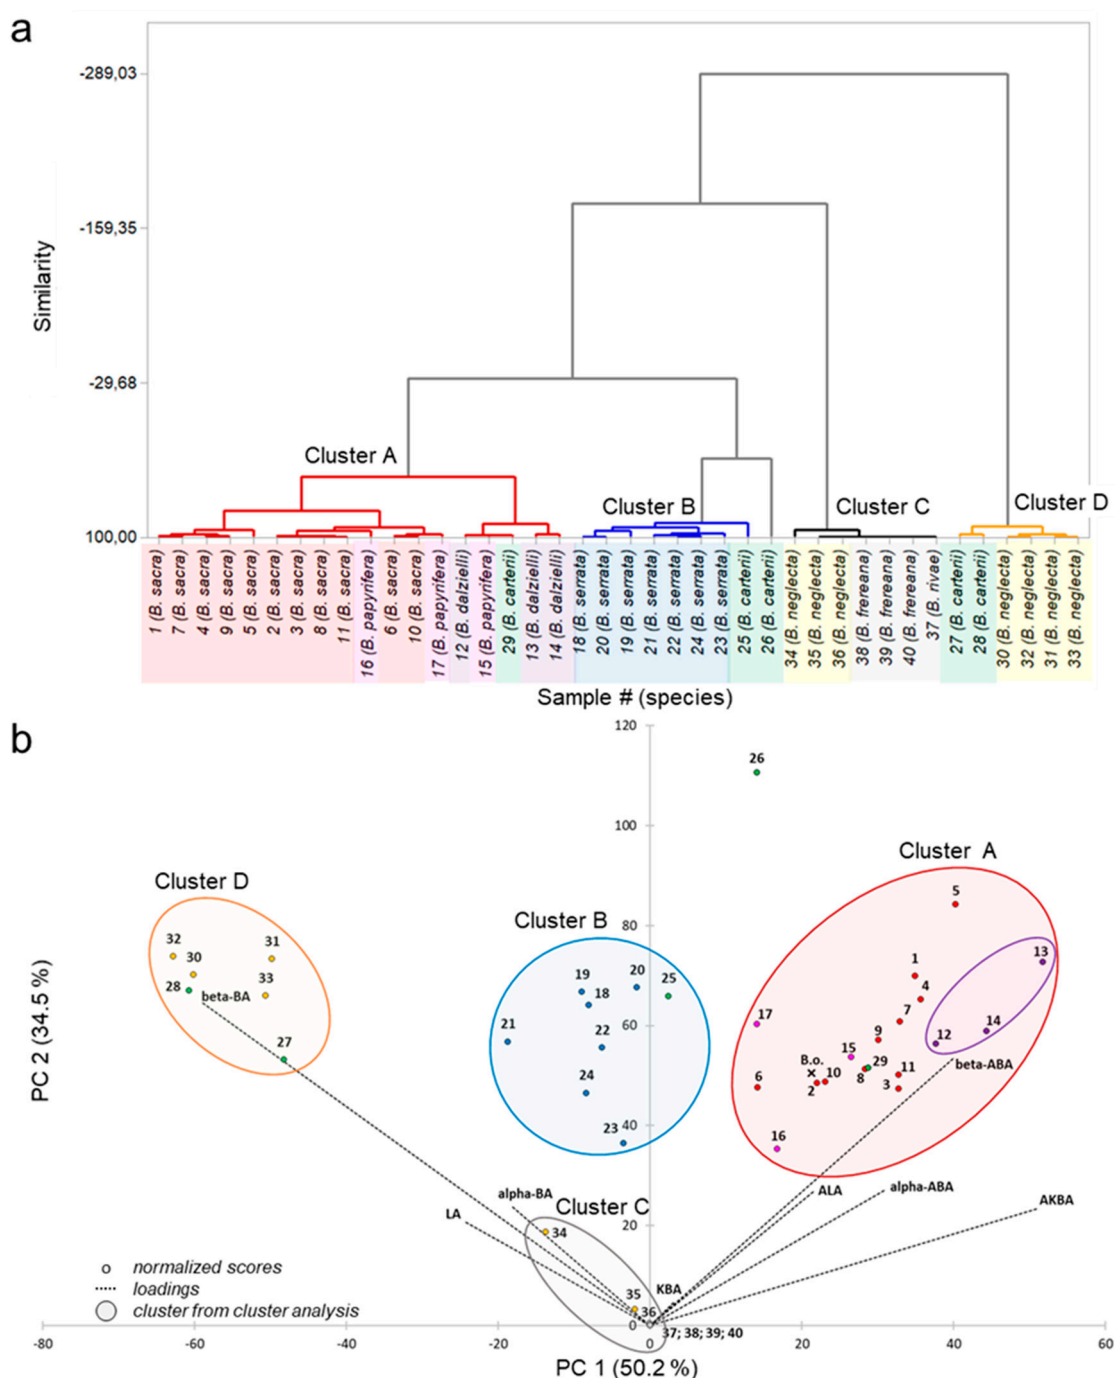 a
-289,03
-159,35
Similarity
-29,68
Cluster A
Cluster B
Cluster C
Cluster D
100,00
1 (B. sacra)
7 (B. sacra)
4 (B. sacra)
9 (B. sacra)
5 (B. sacra)
2 (B. sacra)
3 (B. sacra)
8 (B. sacra)
11 (B. sacra)
16 (B. papyrifera)
6 (B. sacra)
10 (B. sacra)
17 (B. papyrifera)
12 (B. dalzielii)
15 (B. papyrifera)
29 (B. carterii)
13 (B. dalzielii)
14 (B. dalzielii)
18 (B. serrata)
20 (B. serrata)
19 (B. serrata)
21 (B. serrata)
22 (B. serrata)
24 (B. serrata)
23 (B. serrata)
25 (B. carterii)
26 (B. carterii)
34 (B. neglecta)
35 (B. neglecta)
36 (B. neglecta)
38 (B. frereana)
39 (B. frereana)
40 (B. frereana)
37 (B. rivae)
27 (B. carterii)
28 (B. carterii)
30 (B. neglecta)
32 (B. neglecta)
31 (B. neglecta)
33 (B. neglecta)
Sample # (species)
b
120
26
100
Cluster A
Cluster D
5
Cluster B
80
32
31
13
30
19
20
25
1
33
4
28
beta-BA
18
17
7
14
60
21
22
9
12
27
15
B.o.
29
beta-ABA
24
6
10
11
2
8
3
PC 2 (34.5 %)
23
40
16
alpha-BA
ALA
alpha-ABA
AKBA
Cluster C
LA
20
34
normalized scores
35
KBA
loadings
36
cluster from cluster analysis
0
37; 38; 39; 40
-80
-60
-40
-20
0
20
40
60
PC 1 (50.2 %)